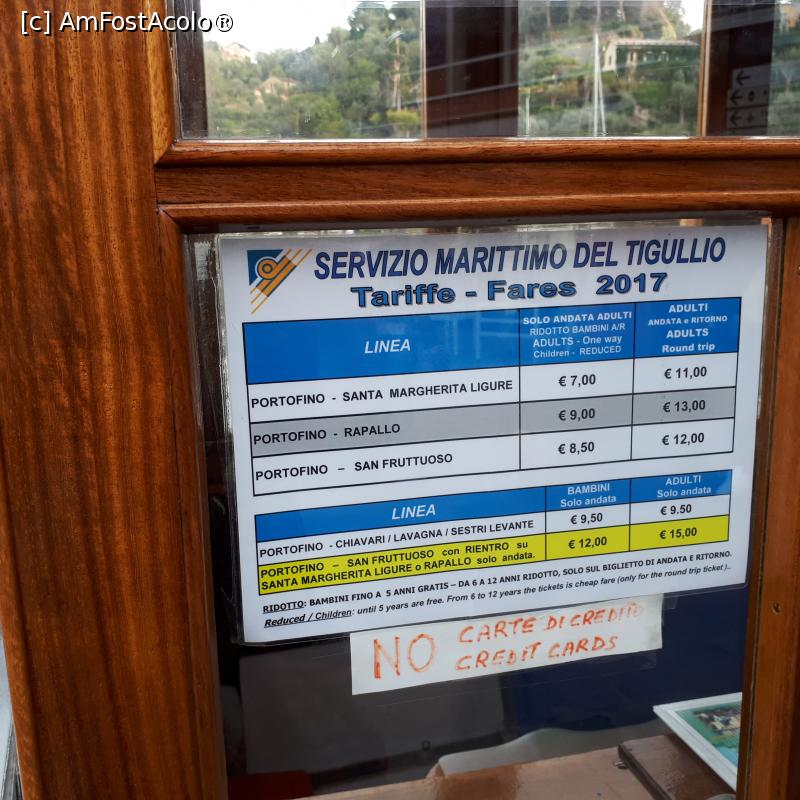 [c] AmFostAcolo®
SERVIZIO MARITTIMO DEL TIGULLIO
Tariffe - Fares 2017
LINEA
SOLO ANDATA ADULTI
RIDOTTO BAMBINI A/R
ADULTS - One way
Children - REDUCED
ADULTI
ANDATA e RITORNO
ADULTS
Round trip
PORTOFINO - SANTA MARGHERITA LIGURE € 7,00 € 11,00
PORTOFINO - RAPALLO € 9,00 € 13,00
PORTOFINO – SAN FRUTTUOSO € 8,50 € 12,00
LINEA
BAMBINI
Solo andata
ADULTI
Solo andata
PORTOFINO - CHIAVARI / LAVAGNA / SESTRI LEVANTE € 9,50 € 9.50
PORTOFINO – SAN FRUTTUOSO con RIENTRO su
SANTA MARGHERITA LIGURE o RAPALLO solo andata. € 12,00 € 15,00
RIDOTTO: BAMBINI FINO A 5 ANNI GRATIS – DA 6 A 12 ANNI RIDOTTO, SOLO SUL BIGLIETTO DI ANDATA E RITORNO.
Reduced / Children: until 5 years are free. From 6 to 12 years the tickets is cheap fare (only for the round trip ticket )..
NO CARTE DI CREDITO
CREDIT CARDS